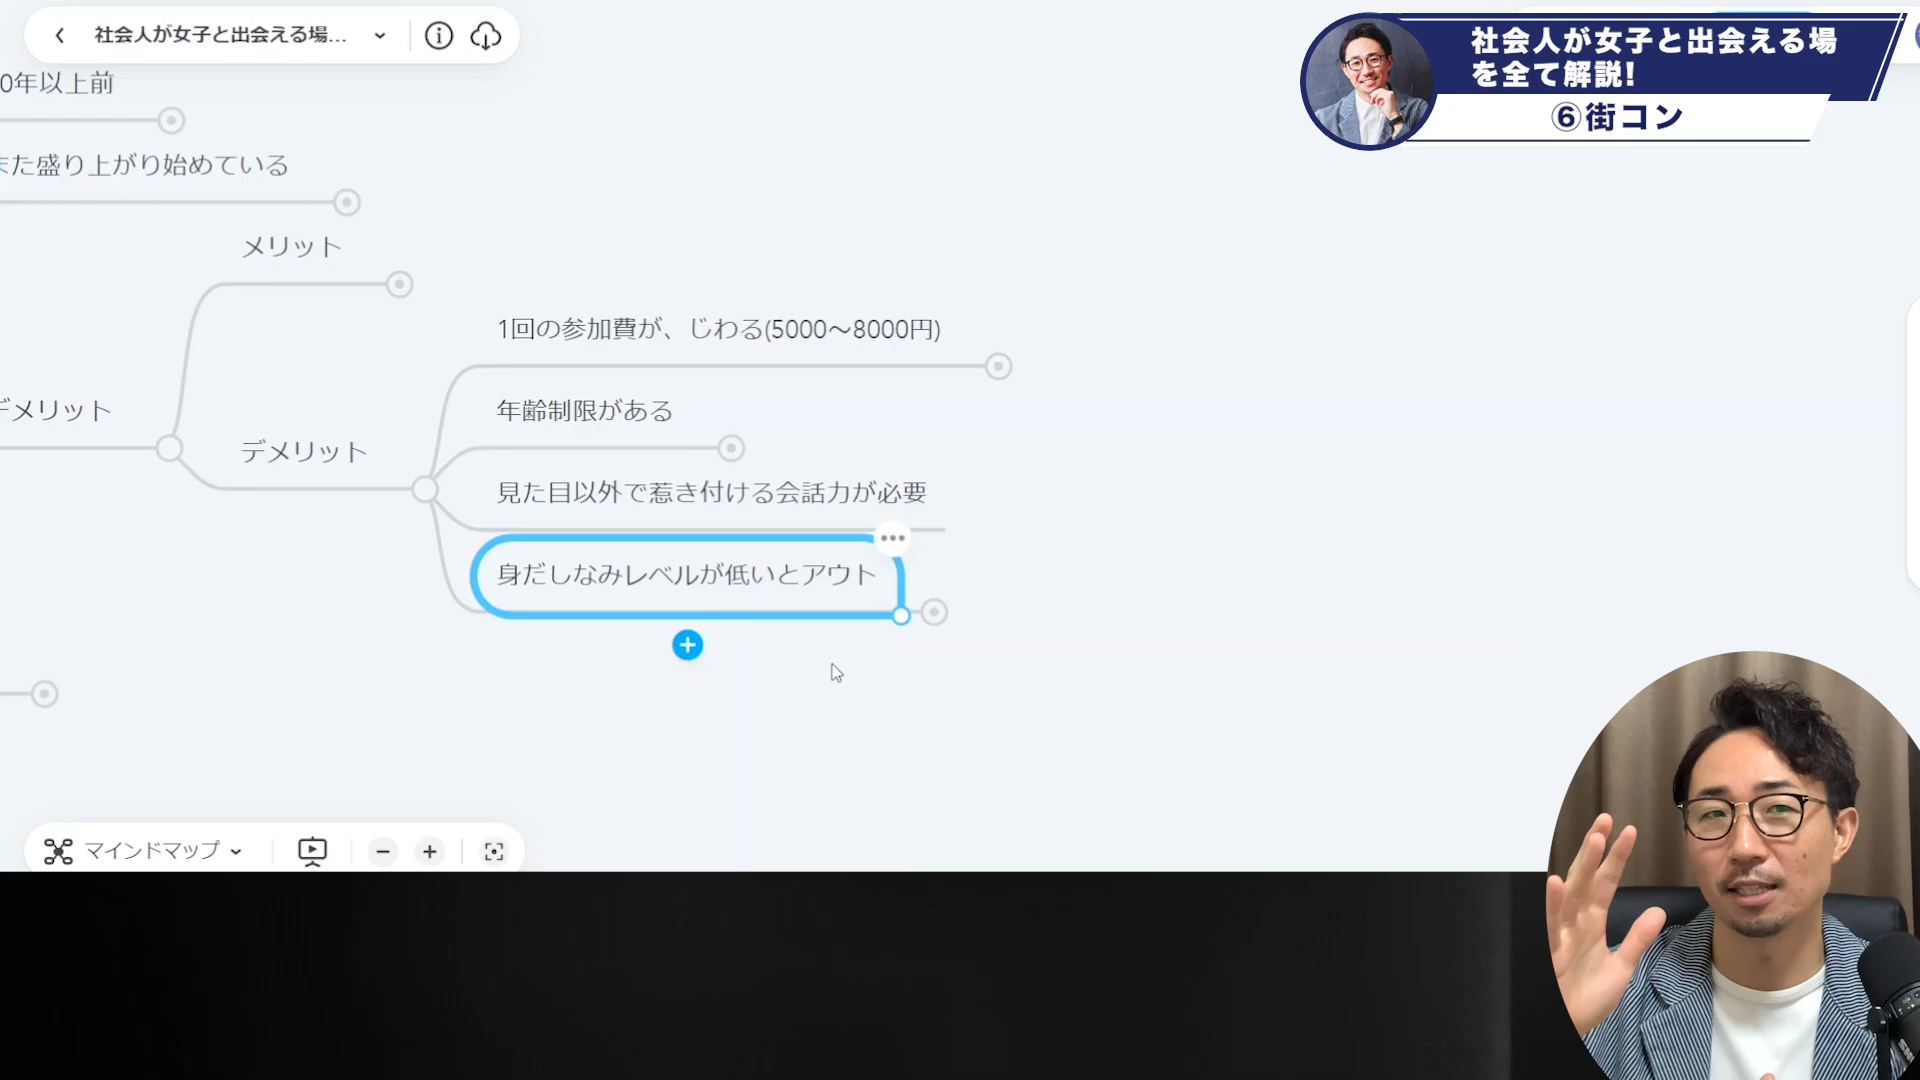 社会人が女子と出会える場...
社会人が女子と出会える場
を全て解説!
⑥街コン
0年以上前
また盛り上がり始めている
メリット
1回の参加費が、じわる(5000〜8000円)
デメリット
年齢制限がある
デメリット
見た目以外で惹き付ける会話力が必要
身だしなみレベルが低いとアウト
マインドマップ